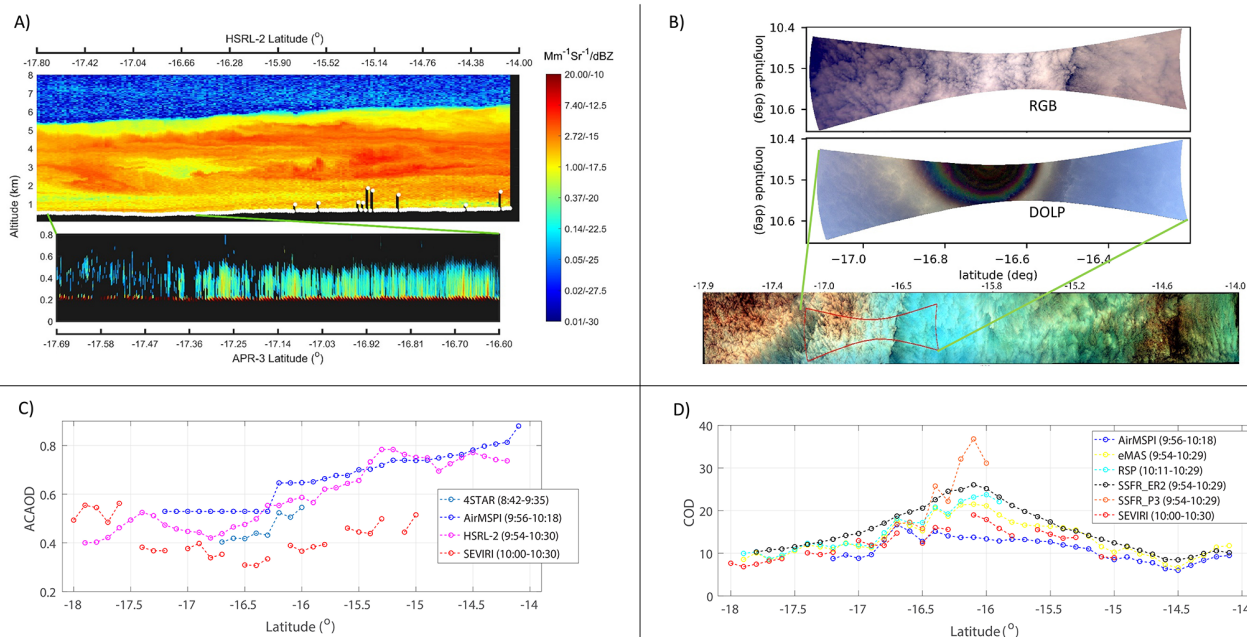 A)
HSRL-2 Latitude (°)
-17.80 -17.42 -17.04 -16.66 -16.28 -15.90 -15.52 -15.14 -14.76 -14.38 -14.00
Mm⁻¹Sr⁻¹/dBZ
20.00/-10
7.40/-12.5
2.72/-15
1.00/-17.5
0.37/-20
0.14/-22.5
0.05/-25
0.02/-27.5
0.01/-30
Altitude (km)
8
7
6
5
4
3
2
1
0.8
0.6
0.4
0.2
0
-17.69 -17.58 -17.47 -17.36 -17.25 -17.14 -17.03 -16.92 -16.81 -16.70 -16.60
APR-3 Latitude (°)
B)
longitude (deg)
10.4
10.5
10.6
RGB
longitude (deg)
10.4
10.5
10.6
DOLP
-17.0 -16.8 -16.6 -16.4
latitude (deg)
-17.9 -17.4 -17.0 -16.5 -15.8 -15.2 -14.4 -14.0
C)
ACAOD
0.8
0.6
0.4
0.2
4STAR (8:42-9:35)
AirMSPI (9:56-10:18)
HSRL-2 (9:54-10:30)
SEVIRI (10:00-10:30)
-18 -17.5 -17 -16.5 -16 -15.5 -15 -14.5 -14
Latitude (°)
D)
COD
40
30
20
10
0
AirMSPI (9:56-10:18)
eMAS (9:54-10:29)
RSP (10:11-10:29)
SSFR_ER2 (9:54-10:29)
SSFR_P3 (9:54-10:29)
SEVIRI (10:00-10:30)
-18 -17.5 -17 -16.5 -16 -15.5 -15 -14.5 -14
Latitude (°)